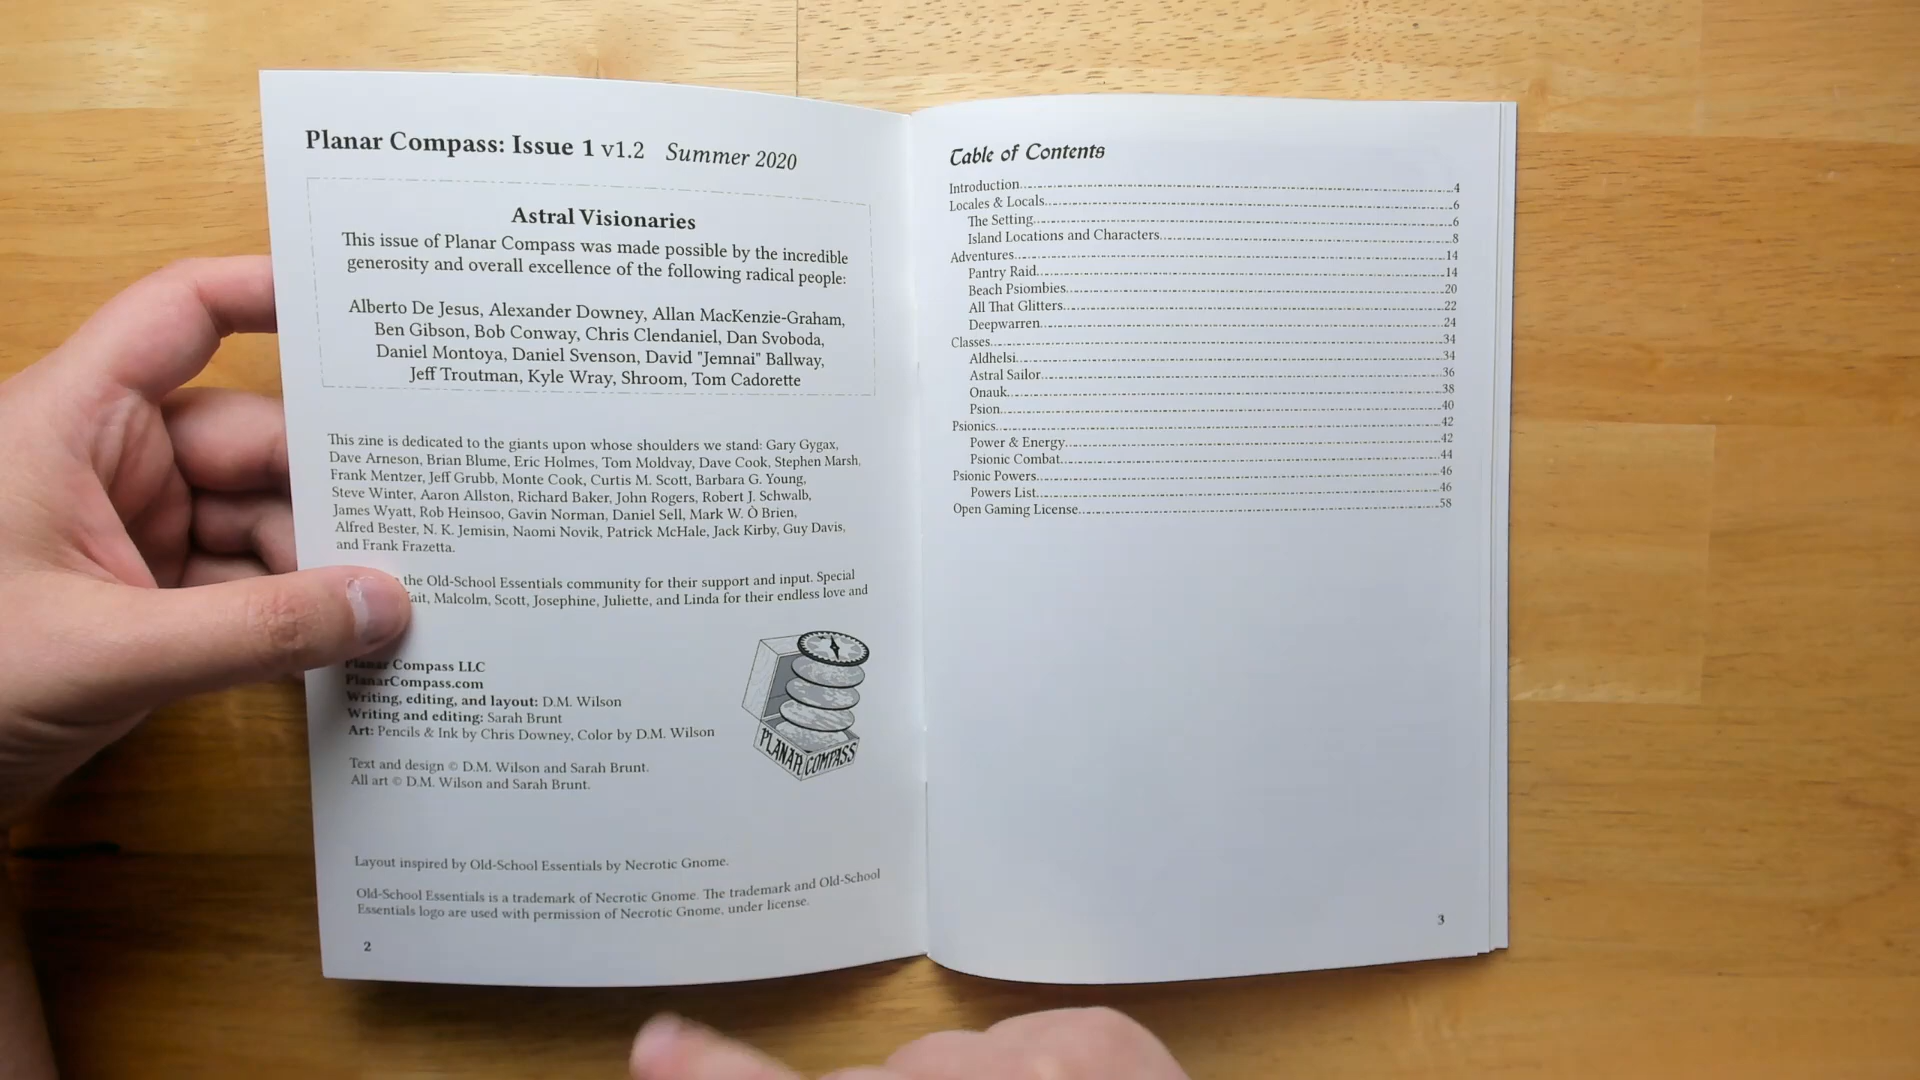 Planar Compass: Issue 1 v1.2 Summer 2020
Astral Visionaries
This issue of Planar Compass was made possible by the incredible
generosity and overall excellence of the following radical people:
Alberto De Jesus, Alexander Downey, Allan MacKenzie-Graham,
Ben Gibson, Bob Conway, Chris Clendaniel, Dan Svoboda,
Daniel Montoya, Daniel Svenson, David "Jemnai" Ballway,
Jeff Troutman, Kyle Wray, Shroom, Tom Cadorette
This zine is dedicated to the giants upon whose shoulders we stand: Gary Gygax,
Dave Arneson, Brian Blume, Eric Holmes, Tom Moldvay, Dave Cook, Stephen Marsh,
Frank Mentzer, Jeff Grubb, Monte Cook, Curtis M. Scott, Barbara G. Young,
Steve Winter, Aaron Allston, Richard Baker, John Rogers, Robert J. Schwalb,
James Wyatt, Rob Heinsoo, Gavin Norman, Daniel Sell, Mark W. Ò Brien,
Alfred Bester, N. K. Jemisin, Naomi Novik, Patrick McHale, Jack Kirby, Guy Davis,
and Frank Frazetta.
the Old-School Essentials community for their support and input. Special
Malcolm, Scott, Josephine, Juliette, and Linda for their endless love and
Planar Compass LLC
PlanarCompass.com
Writing, editing, and layout: D.M. Wilson
Writing and editing: Sarah Brunt
Art: Pencils & Ink by Chris Downey, Color by D.M. Wilson
Text and design © D.M. Wilson and Sarah Brunt.
All art © D.M. Wilson and Sarah Brunt.
PLANAR COMPASS
Layout inspired by Old-School Essentials by Necrotic Gnome.
Old-School Essentials is a trademark of Necrotic Gnome. The trademark and Old-School
Essentials logo are used with permission of Necrotic Gnome, under license.
2
Table of Contents
Introduction 4
Locales & Locals 6
The Setting 6
Island Locations and Characters 8
Adventures 14
Pantry Raid 14
Beach Psiombies 20
All That Glitters 22
Deepwarren 24
Classes 34
Aldhelsi 34
Astral Sailor 36
Onauk 38
Psion 40
Psionics 42
Power & Energy 42
Psionic Combat 44
Psionic Powers 46
Powers List 46
Open Gaming License 58
3